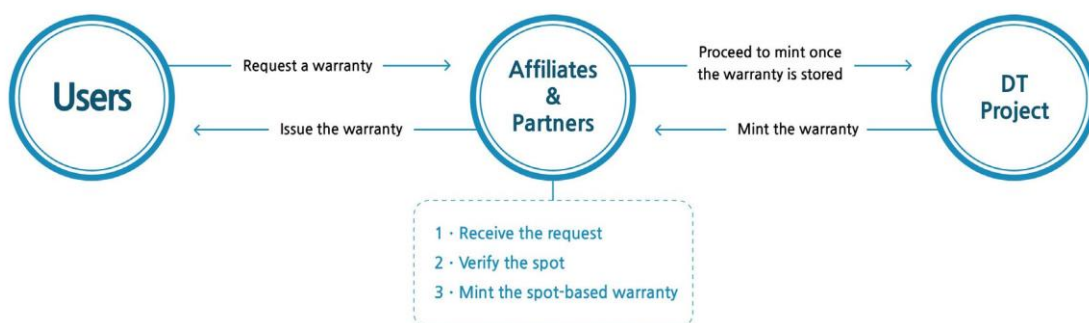 Users
Request a warranty
Issue the warranty
Affiliates
&
Partners
Proceed to mint once
the warranty is stored
Mint the warranty
DT
Project
1 · Receive the request
2 · Verify the spot
3 · Mint the spot-based warranty